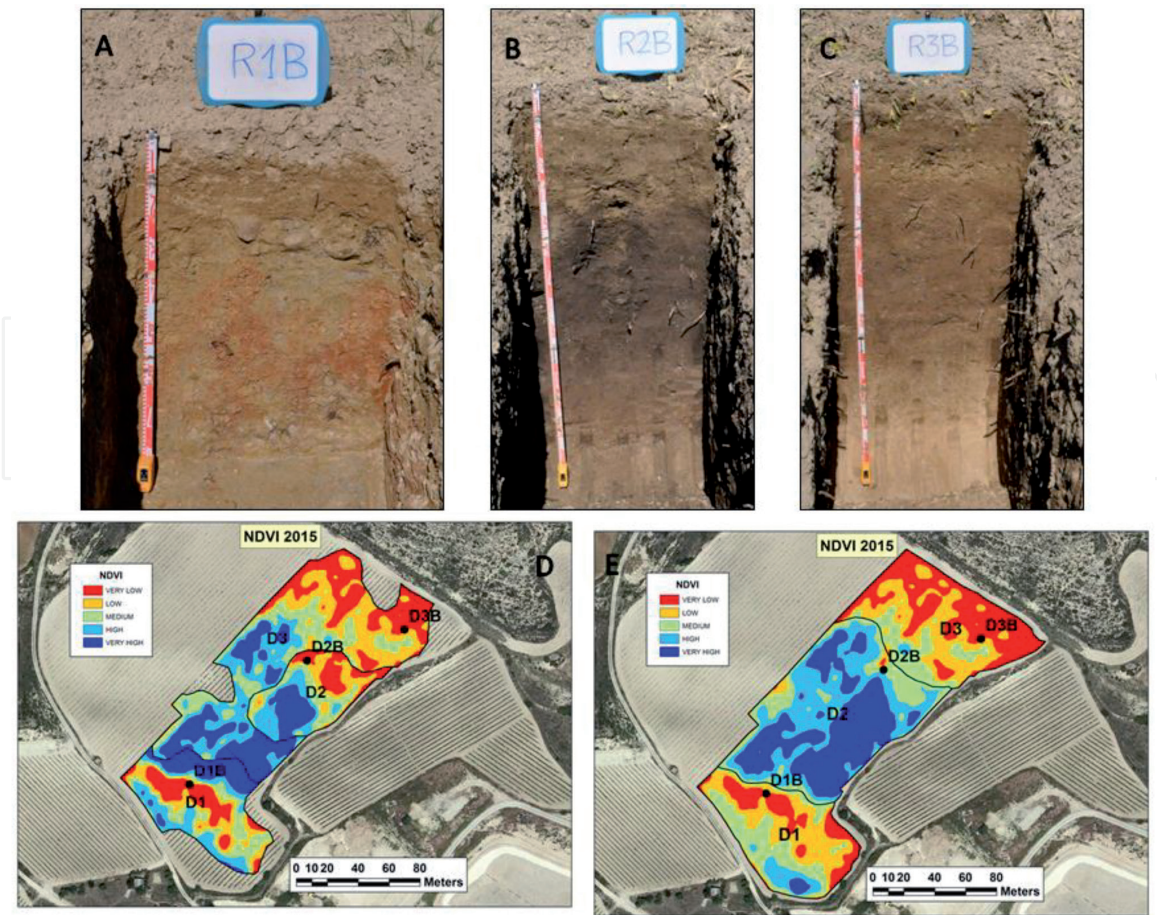 A
R1B
B
R2B
C
R3B
NDVI 2015
D
NDVI
VERY LOW
LOW
MEDIUM
HIGH
VERY HIGH
D3B
D3
D2B
D2
D1B
D1
0 10 20 40 60 80
Meters
E
NDVI 2015
NDVI
VERY LOW
LOW
MEDIUM
HIGH
VERY HIGH
D3
D3B
D2B
D2
D1B
D1
0 10 20 40 60 80
Meters